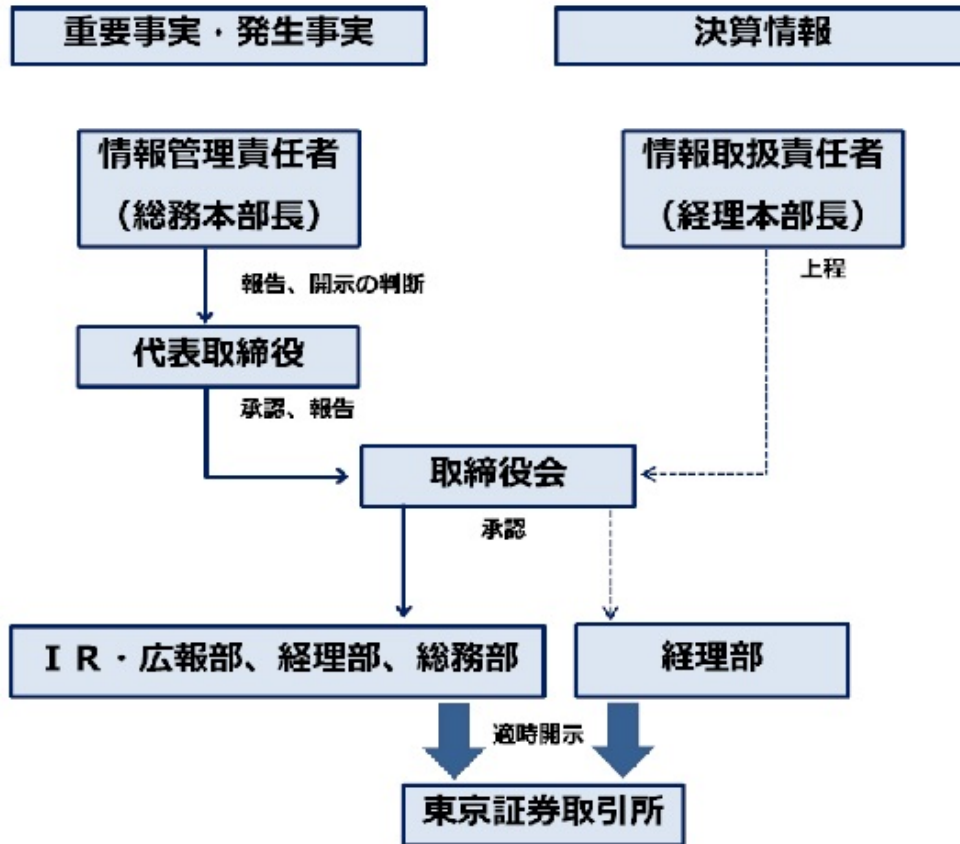 重要事実・発生事実
決算情報
情報管理責任者
（総務本部長）
情報取扱責任者
（経理本部長）
報告、開示の判断
上程
代表取締役
承認、報告
取締役会
承認
ＩＲ・広報部、経理部、総務部
経理部
適時開示
東京証券取引所